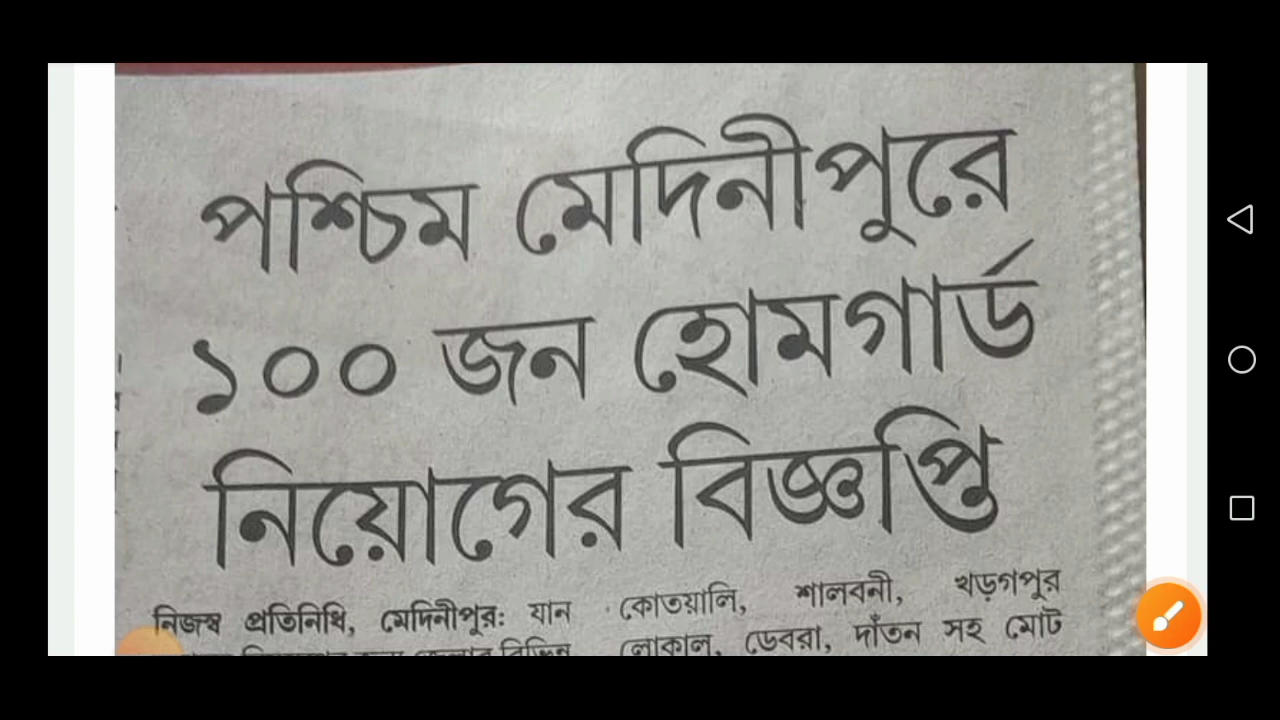 পশ্চিম মেদিনীপুরে
১০০ জন হোমগার্ড
নিয়োগের বিজ্ঞপ্তি
নিজস্ব প্রতিনিধি, মেদিনীপুর: যান
কোতয়ালি, শালবনী, খড়গপুর
লোকাল, ডেবরা, দাঁতন সহ মোট